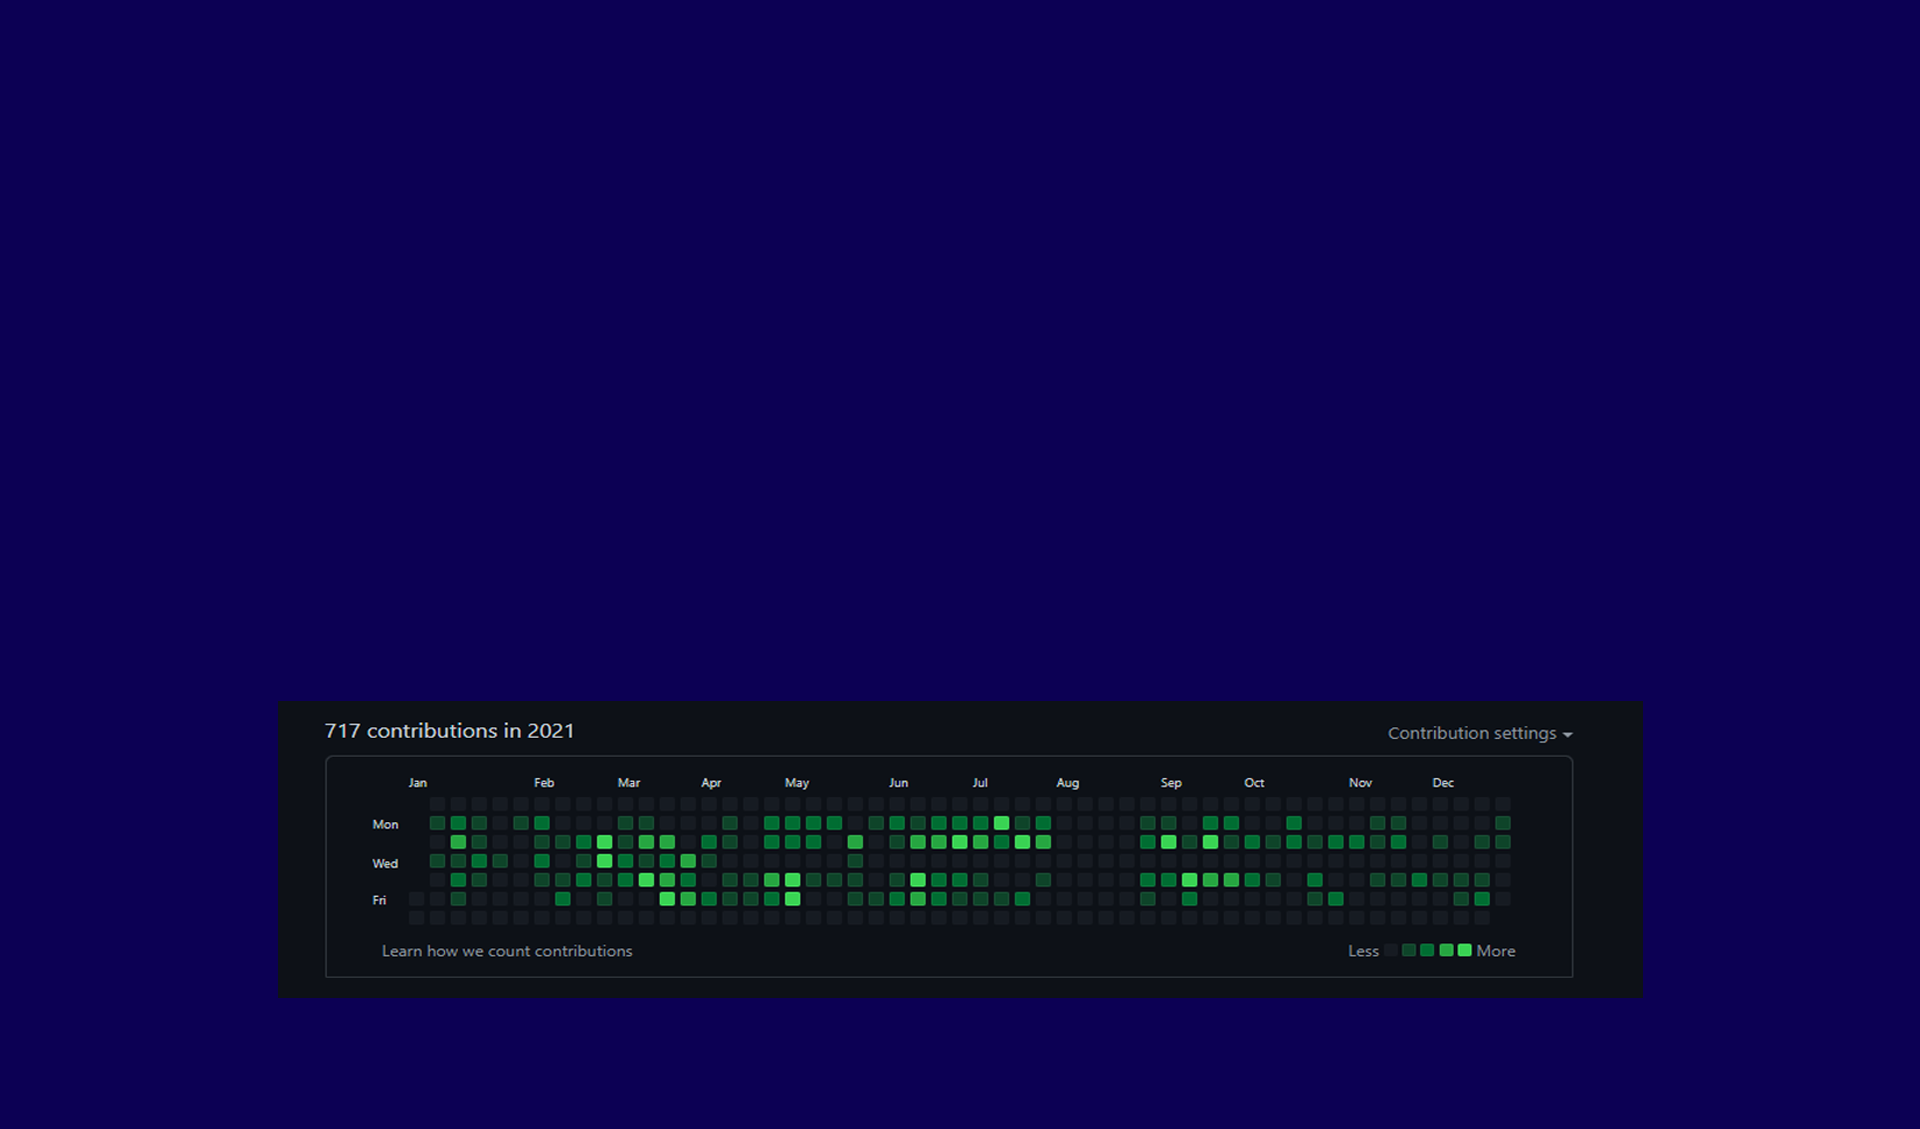 717 contributions in 2021
Contribution settings
Jan Feb Mar Apr May Jun Jul Aug Sep Oct Nov Dec
Mon
Wed
Fri
Learn how we count contributions
Less More